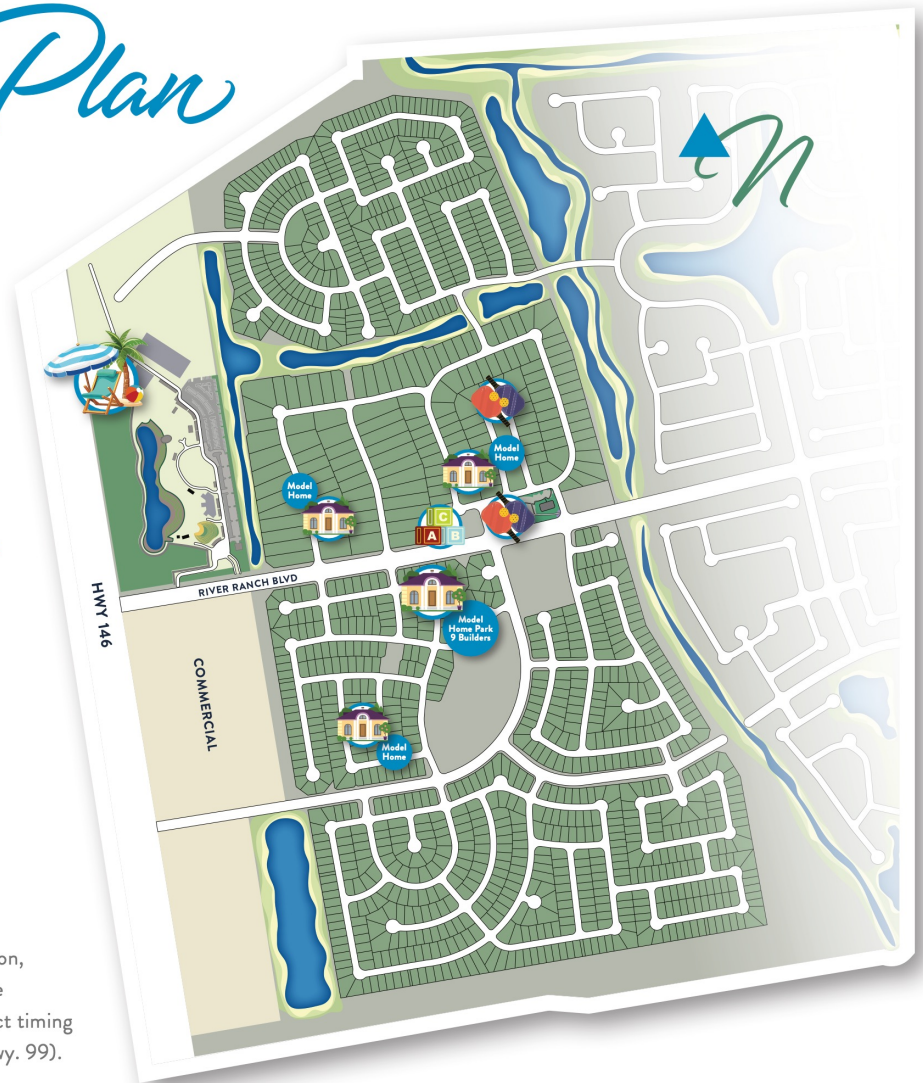 Plan
N
Model
Home
Model
Home
C
A B
RIVER RANCH BLVD
HWY 146
Model
Home Park
9 Builders
COMMERCIAL
Model
Home
on,
e
ct timing
wy. 99).